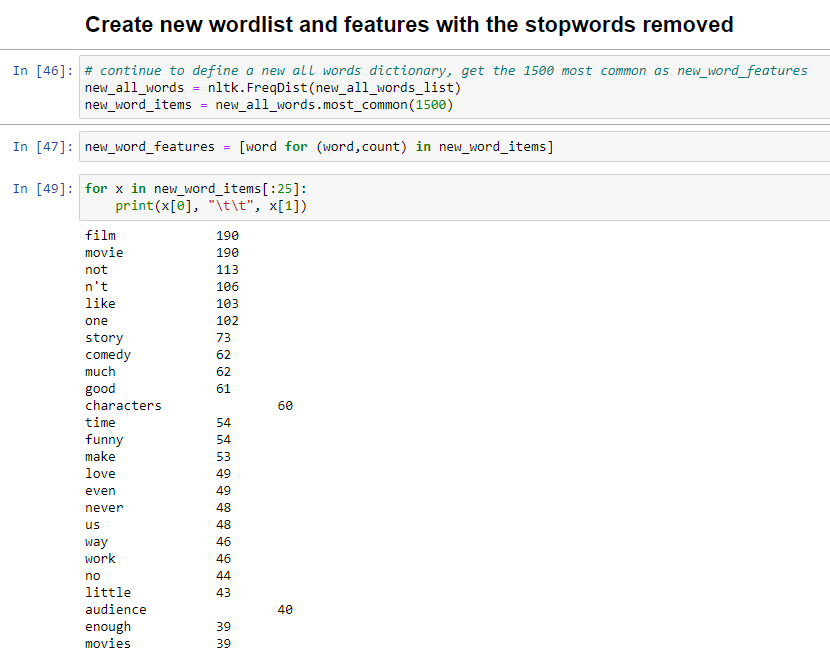 Create new wordlist and features with the stopwords removed
In [46]: # continue to define a new all words dictionary, get the 1500 most common as new_word_features
new_all_words = nltk.FreqDist(new_all_words_list)
new_word_items = new_all_words.most_common(1500)
In [47]: new_word_features = [word for (word,count) in new_word_items]
In [49]: for x in new_word_items[:25]:
print(x[0], "\t\t", x[1])
film 190
movie 190
not 113
n't 106
like 103
one 102
story 73
comedy 62
much 62
good 61
characters 60
time 54
funny 54
make 53
love 49
even 49
never 48
us 48
way 46
work 46
no 44
little 43
audience 40
enough 39
movies 39